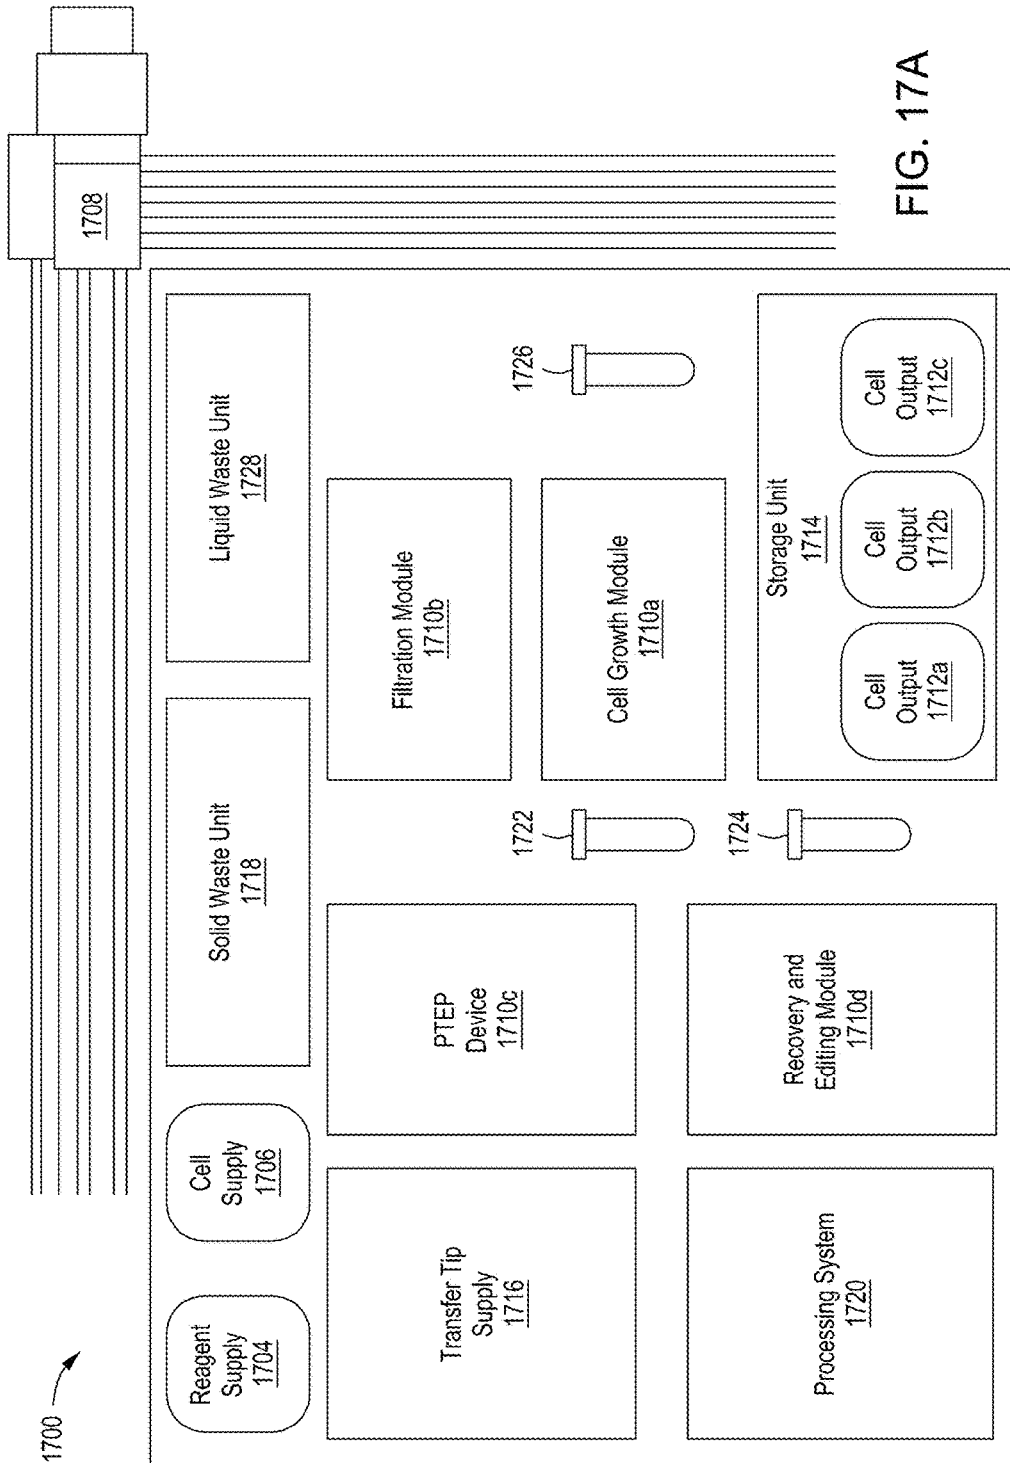 1700
1708
Reagent
Supply
1704
Cell
Supply
1706
Solid Waste Unit
1718
Liquid Waste Unit
1728
Transfer Tip
Supply
1716
PTEP
Device
1710c
Filtration Module
1710b
1722
1726
Cell Growth Module
1710a
Processing System
1720
Recovery and
Editing Module
1710d
1724
Storage Unit
1714
Cell
Output
1712a
Cell
Output
1712b
Cell
Output
1712c
FIG. 17A